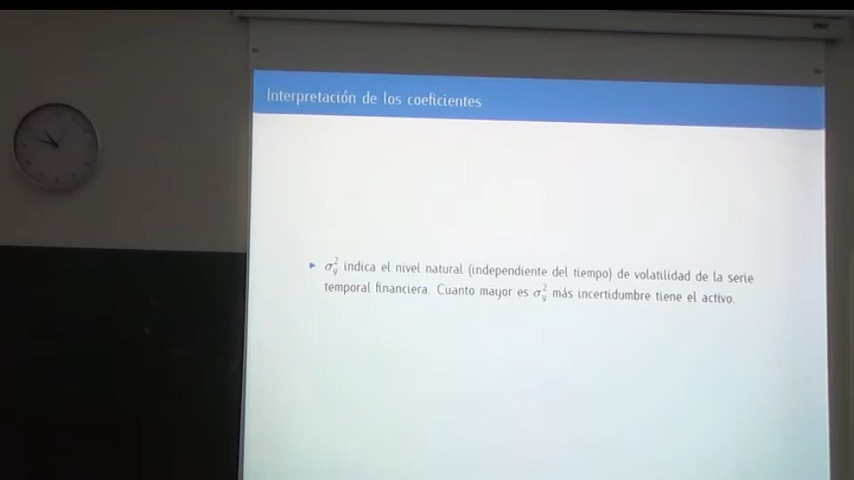 Interpretación de los coeficientes
► σ²ᵧ indica el nivel natural (independiente del tiempo) de volatilidad de la serie
temporal financiera. Cuanto mayor es σ²ᵧ más incertidumbre tiene el activo.